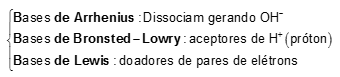 Bases de Arrhenius : Dissociam gerando OH⁻
Bases de Bronsted – Lowry : aceptores de H⁺ (próton)
Bases de Lewis : doadores de pares de elétrons